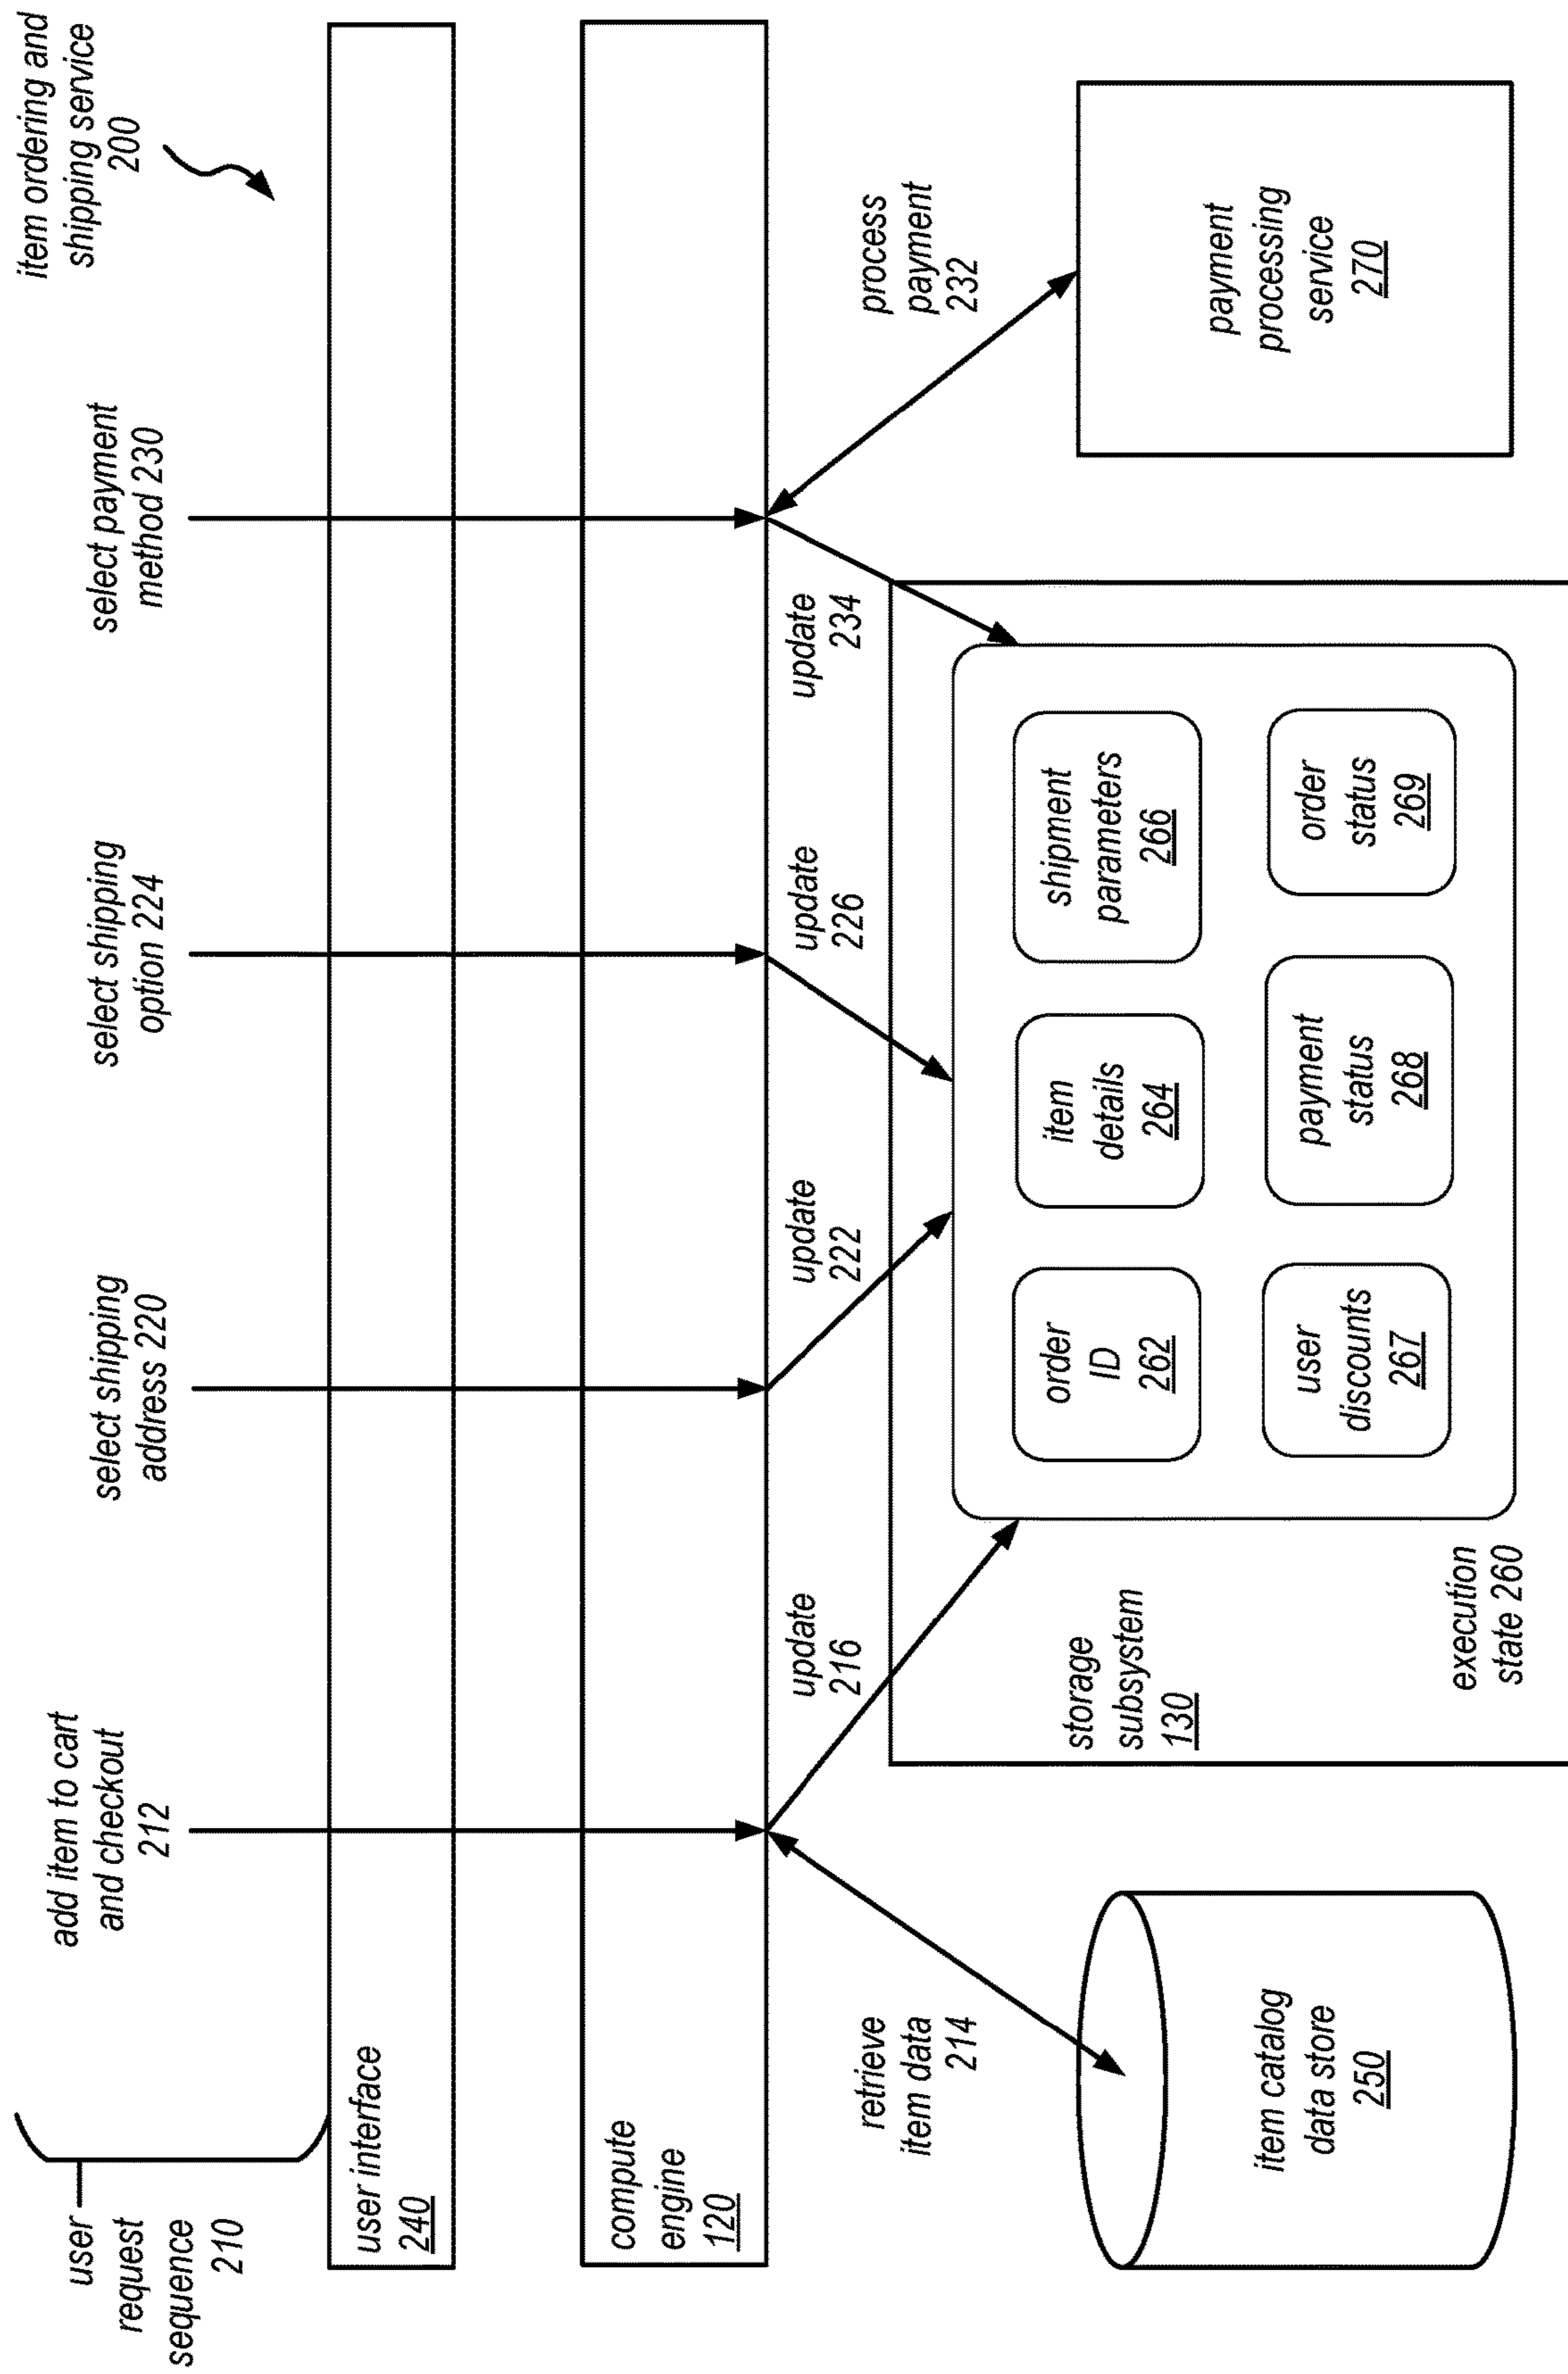 item ordering and
shipping service
200
user
request
sequence
210
add item to cart
and checkout
212
select shipping
address 220
select shipping
option 224
select payment
method 230
user interface
240
compute
engine
120
retrieve
item data
214
update
216
update
222
update
226
update
234
process
payment
232
item catalog
data store
250
storage
subsystem
130
execution
state 260
order
ID
262
item
details
264
shipment
parameters
266
user
discounts
267
payment
status
268
order
status
269
payment
processing
service
270